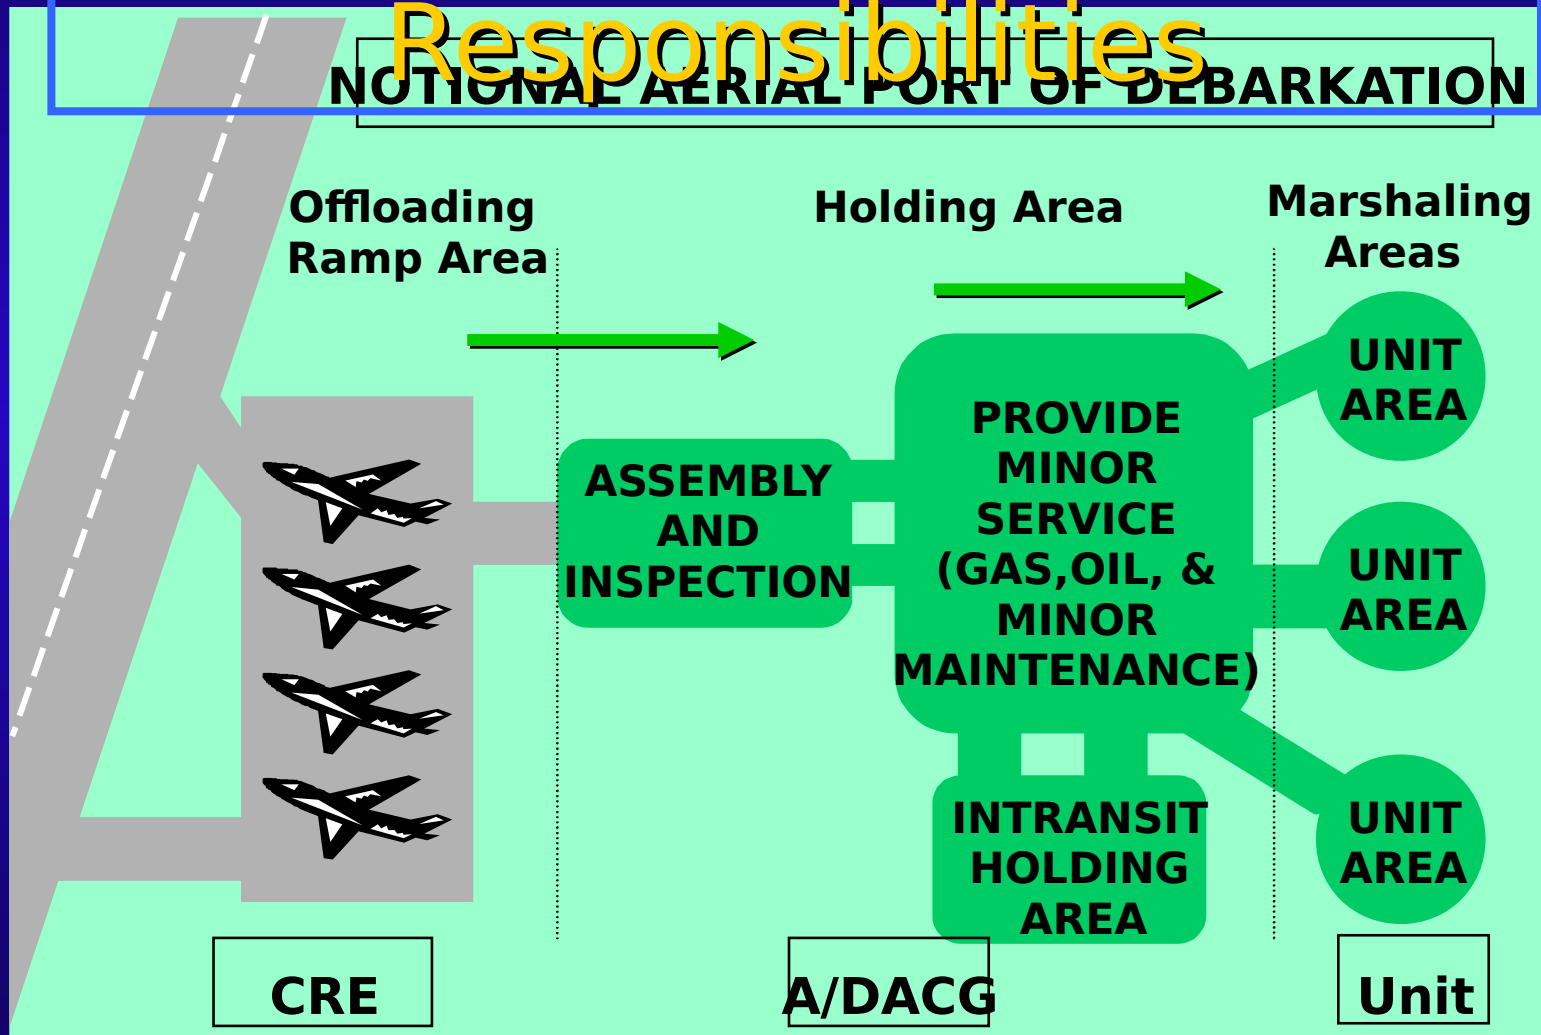 Responsibilities
NOTIONAL AERIAL PORT OF DEBARKATION
Offloading
Ramp Area
Holding Area
Marshaling
Areas
ASSEMBLY
AND
INSPECTION
PROVIDE
MINOR
SERVICE
(GAS,OIL, &
MINOR
MAINTENANCE)
INTRANSIT
HOLDING
AREA
UNIT
AREA
UNIT
AREA
UNIT
AREA
CRE
A/DACG
Unit